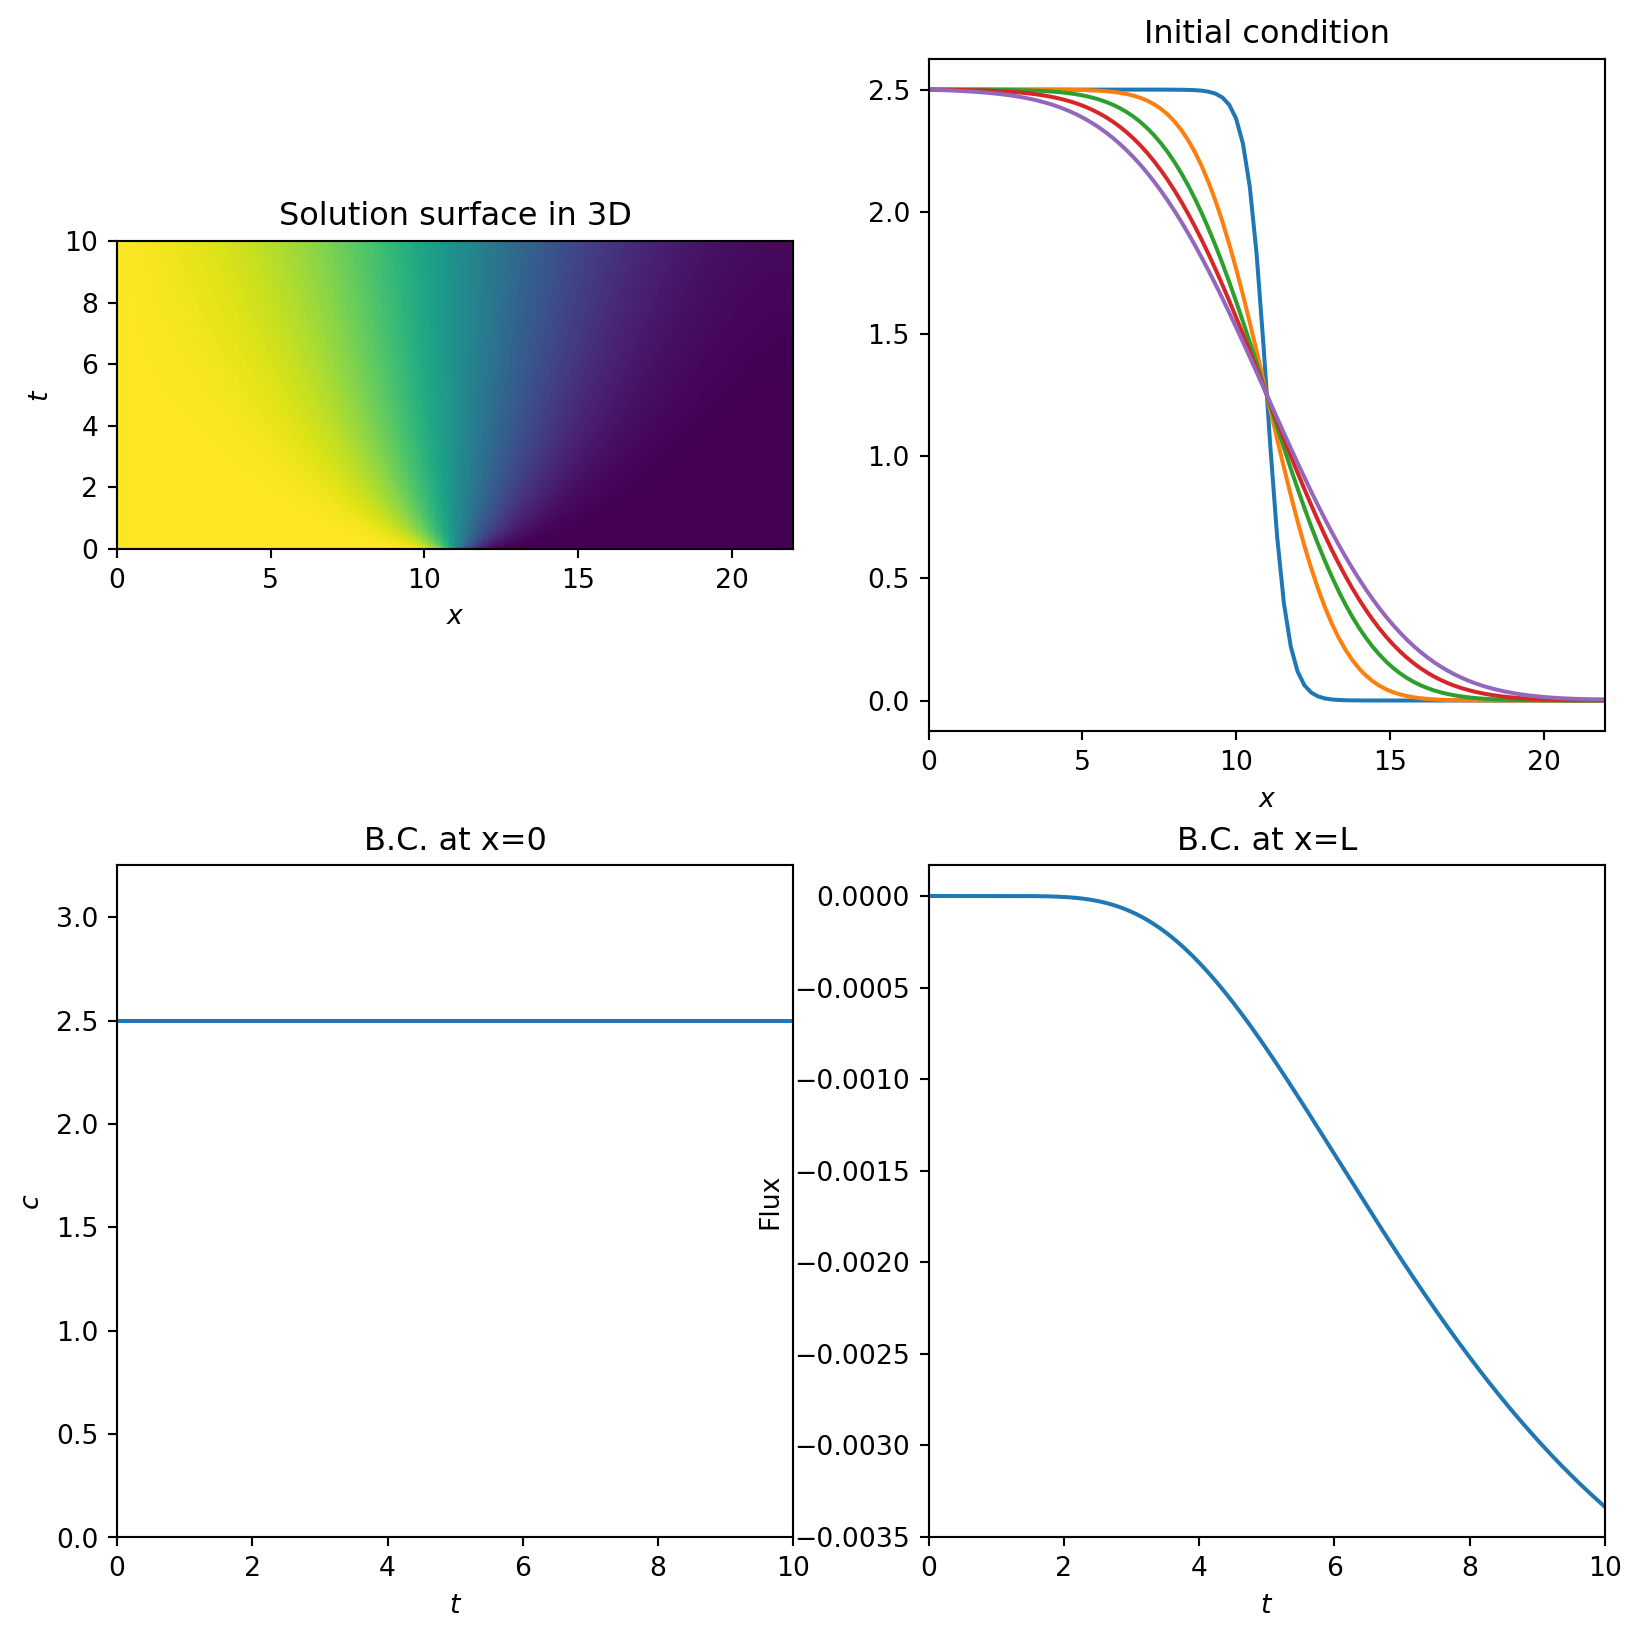 Solution surface in 3D
10
8
6
4
2
0
t
0 5 10 15 20
x
Initial condition
2.5
2.0
1.5
1.0
0.5
0.0
0 5 10 15 20
x
B.C. at x=0
3.0
2.5
2.0
1.5
1.0
0.5
0.0
c
0 2 4 6 8 10
t
B.C. at x=L
0.0000
−0.0005
−0.0010
−0.0015
−0.0020
−0.0025
−0.0030
−0.0035
Flux
0 2 4 6 8 10
t